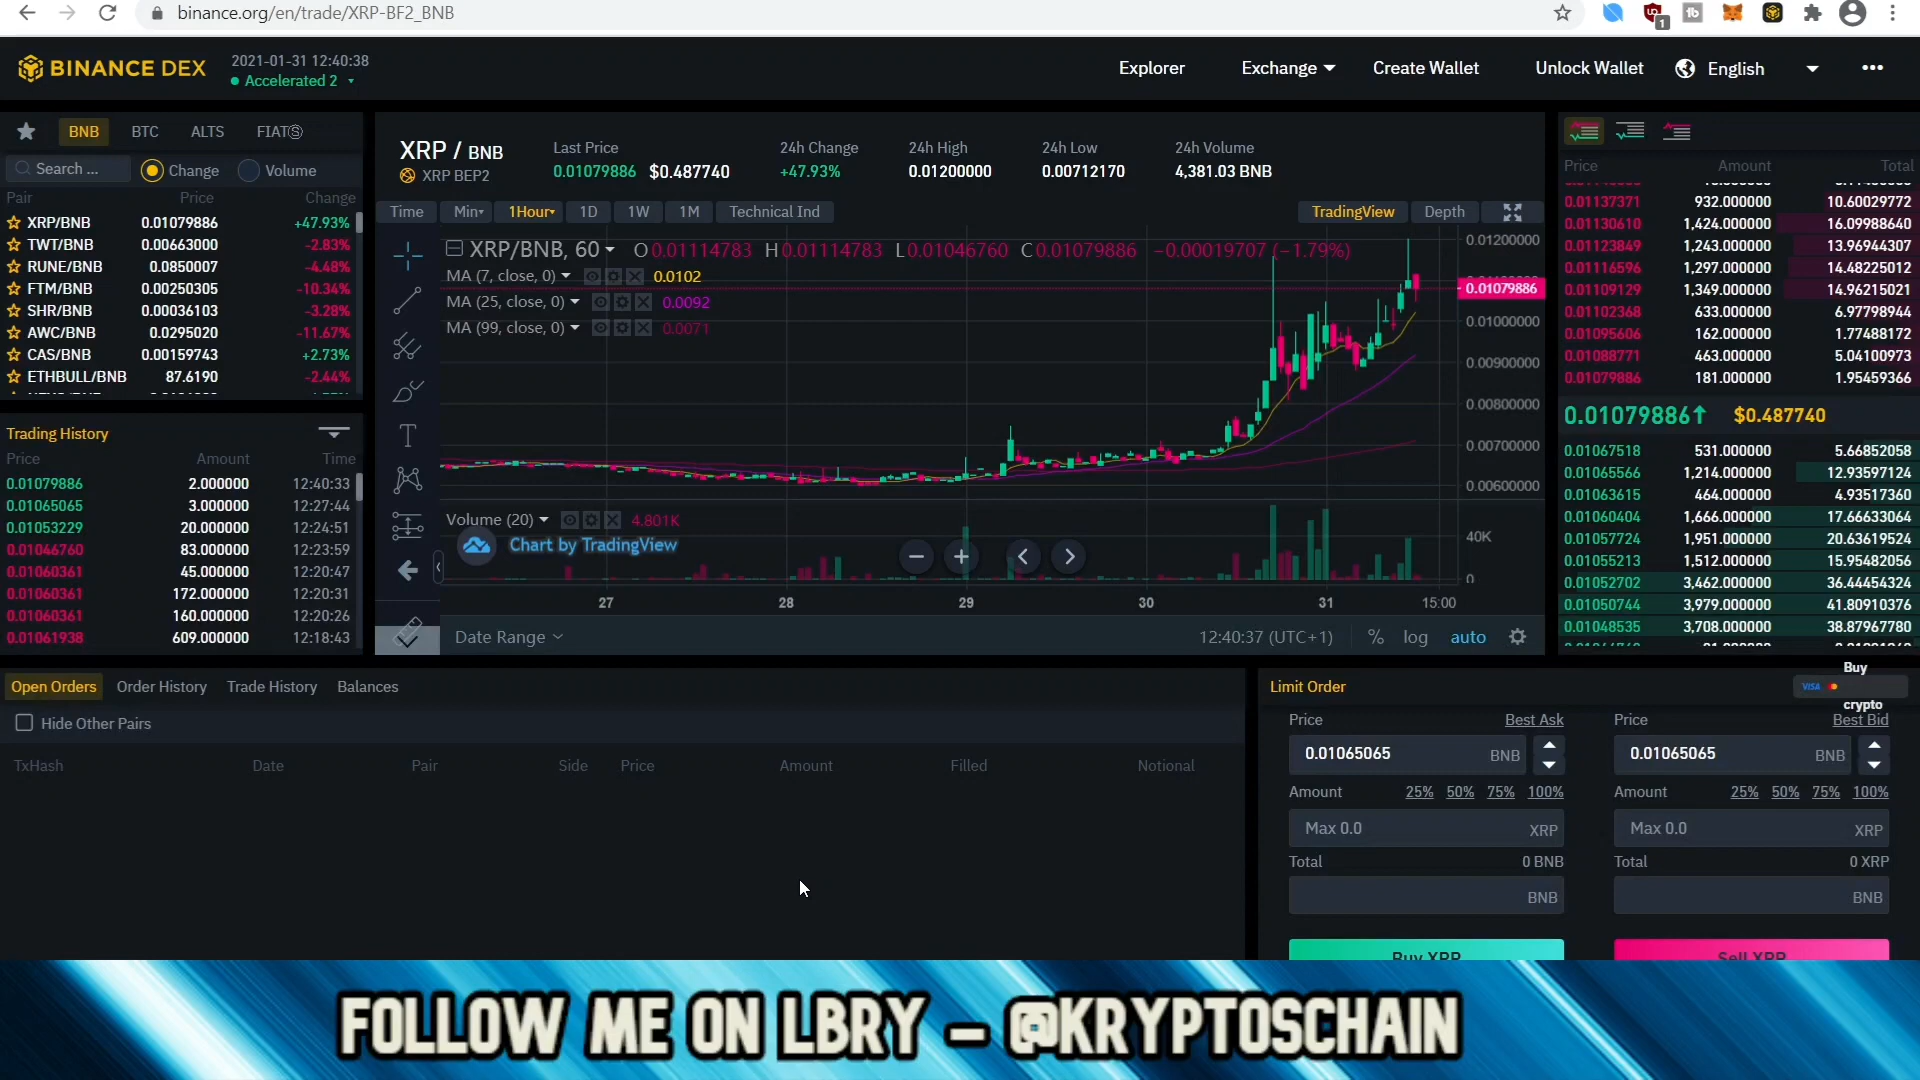 binance.org/en/trade/XRP-BF2_BNB
BINANCE DEX
2021-01-31 12:40:38
Accelerated 2
Explorer
Exchange
Create Wallet
Unlock Wallet
English
BNB BTC ALTS FIAT
Search ...
Change
Volume
Pair Price Change
XRP/BNB 0.01079886 +47.93%
TWT/BNB 0.00663000 -2.83%
RUNE/BNB 0.0850007 -4.48%
FTM/BNB 0.00250305 -10.34%
SHR/BNB 0.00036103 -3.28%
AWC/BNB 0.0295020 -11.67%
CAS/BNB 0.00159743 +2.73%
ETHBULL/BNB 87.6190 -2.44%
Trading History
Price Amount Time
0.01079886 2.000000 12:40:33
0.01065065 3.000000 12:27:44
0.01053229 20.000000 12:24:51
0.01046760 83.000000 12:23:59
0.01060361 45.000000 12:20:47
0.01060361 172.000000 12:20:31
0.01060361 160.000000 12:20:26
0.01061938 609.000000 12:18:43
XRP / BNB
XRP BEP2
Last Price
0.01079886 $0.487740
24h Change
+47.93%
24h High
0.01200000
24h Low
0.00712170
24h Volume
4,381.03 BNB
Time Min 1Hour 1D 1W 1M Technical Ind
TradingView Depth
XRP/BNB, 60 O0.01114783 H0.01114783 L0.01046760 C0.01079886 −0.00019707 (−1.79%)
MA (7, close, 0) 0.0102
MA (25, close, 0) 0.0092
MA (99, close, 0) 0.0071
0.01200000
0.01079886
0.01000000
0.00900000
0.00800000
0.00700000
0.00600000
Volume (20) 4.801K
Chart by TradingView
40K
0
27 28 29 30 31 15:00
Date Range
12:40:37 (UTC+1) % log auto
Price Amount Total
0.01137371 932.000000 10.60029772
0.01130610 1,424.000000 16.09988640
0.01123849 1,243.000000 13.96944307
0.01116596 1,297.000000 14.48225012
0.01109129 1,349.000000 14.96215021
0.01102368 633.000000 6.97798944
0.01095606 162.000000 1.77488172
0.01088771 463.000000 5.04100973
0.01079886 181.000000 1.95459366
0.01079886↑ $0.487740
0.01067518 531.000000 5.66852058
0.01065566 1,214.000000 12.93597124
0.01063615 464.000000 4.93517360
0.01060404 1,666.000000 17.66633064
0.01057724 1,951.000000 20.63619524
0.01055213 1,512.000000 15.95482056
0.01052702 3,462.000000 36.44454324
0.01050744 3,979.000000 41.80910376
0.01048535 3,708.000000 38.87967780
Open Orders Order History Trade History Balances
Hide Other Pairs
TxHash Date Pair Side Price Amount Filled Notional
Limit Order
VISA
Buy
crypto
Price Best Ask
0.01065065 BNB
Amount 25% 50% 75% 100%
Max 0.0 XRP
Total 0 BNB
BNB
Buy XRP
Price Best Bid
0.01065065 BNB
Amount 25% 50% 75% 100%
Max 0.0 XRP
Total 0 XRP
BNB
Sell XRP
FOLLOW ME ON LBRY - @KRYPTOSCHAIN